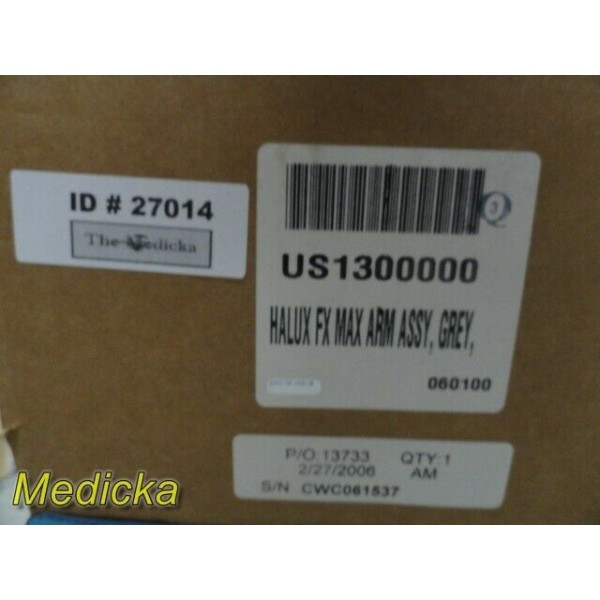 ID # 27014
The Medicka
3
Q
US1300000
HALUX FX MAX ARM ASSY, GREY,
060100
P/O:13733 QTY:1
2/27/2006 AM
S/N CWC061537
Medicka